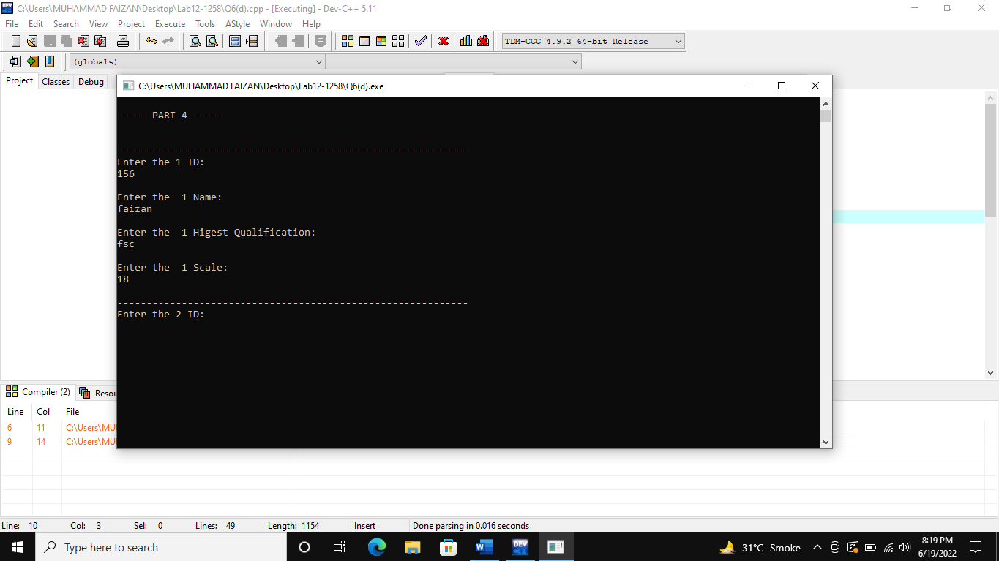 C:\Users\MUHAMMAD FAIZAN\Desktop\Lab12-1258\Q6(d).cpp - [Executing] - Dev-C++ 5.11
File Edit Search View Project Execute Tools AStyle Window Help
TDM-GCC 4.9.2 64-bit Release
(globals)
Project Classes Debug
C:\Users\MUHAMMAD FAIZAN\Desktop\Lab12-1258\Q6(d).exe
----- PART 4 -----
------------------------------------------------------------
Enter the 1 ID:
156
Enter the  1 Name:
faizan
Enter the  1 Higest Qualification:
fsc
Enter the  1 Scale:
18
------------------------------------------------------------
Enter the 2 ID:
Compiler (2) Resou
Line Col File
6 11 C:\Users\MU
9 14 C:\Users\MU
Line: 10 Col: 3 Sel: 0 Lines: 49 Length: 1154 Insert Done parsing in 0.016 seconds
Type here to search
31°C Smoke
8:19 PM
6/19/2022